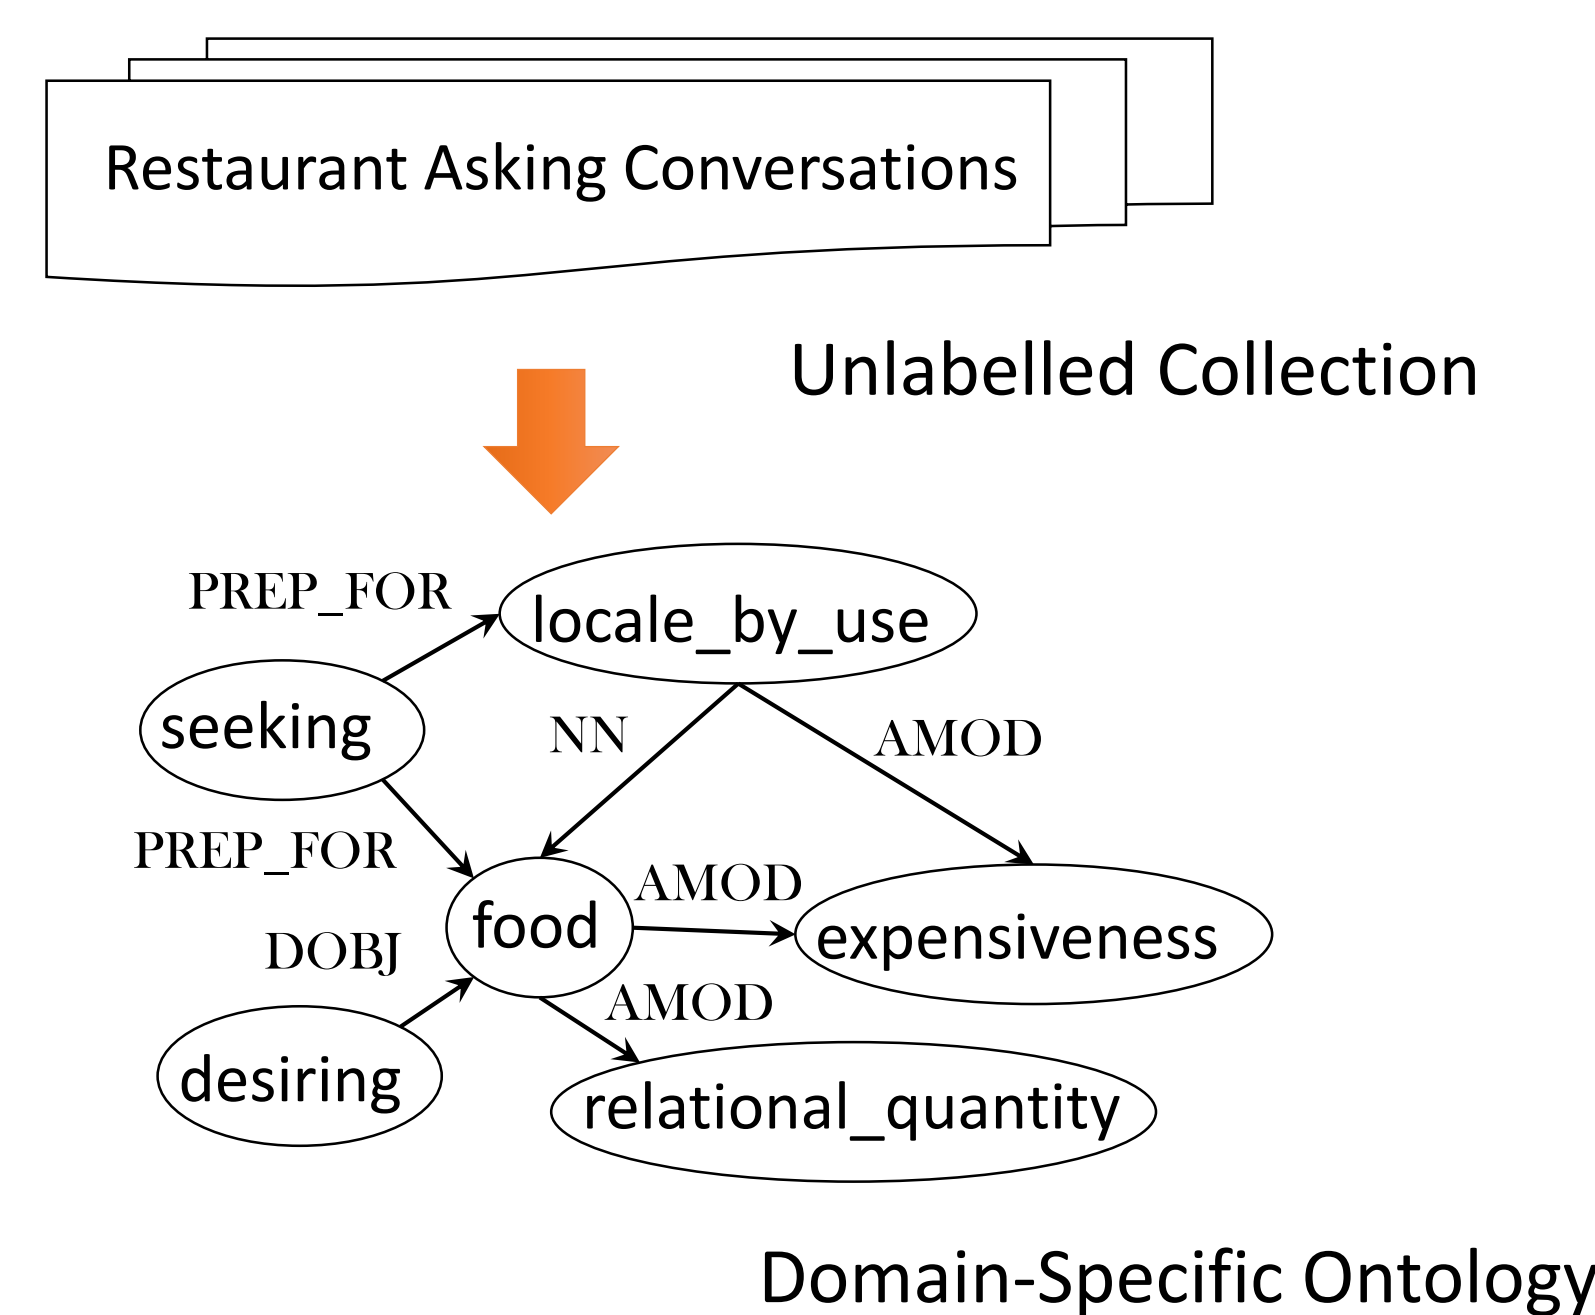 Restaurant Asking Conversations
Unlabelled Collection
PREP_FOR
locale_by_use
seeking
NN
AMOD
PREP_FOR
AMOD
food
expensiveness
DOBJ
AMOD
desiring
relational_quantity
Domain-Specific Ontology